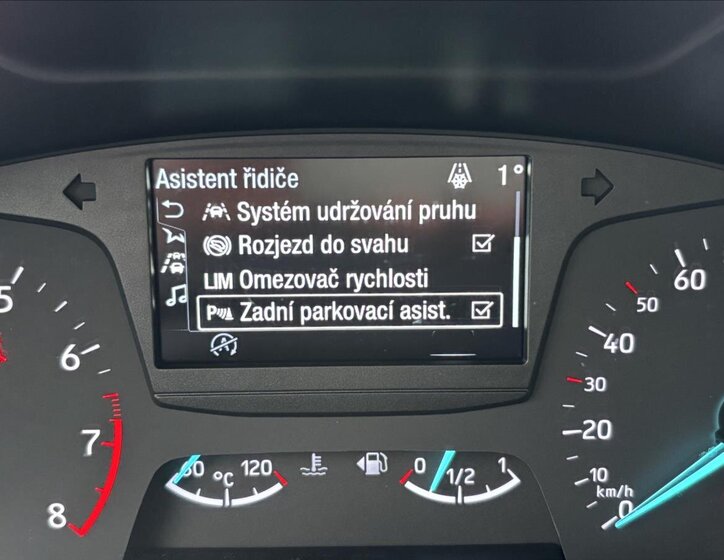 Asistent řidiče
1°
Systém udržování pruhu
Rozjezd do svahu
LIM Omezovač rychlosti
P Zadní parkovací asist.
A
5
6
7
8
60
50
40
30
20
10
0
km/h
°C
120
0
1/2
1